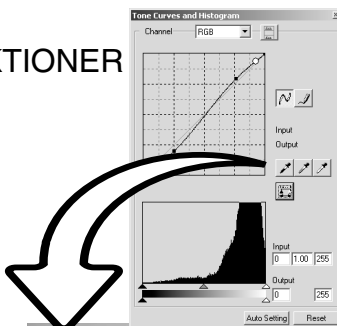 Tone Curves and Histogram
Channel RGB
KTIONER
Input
Output
Input
0 1.00 255
Output
0 255
Auto Setting Reset